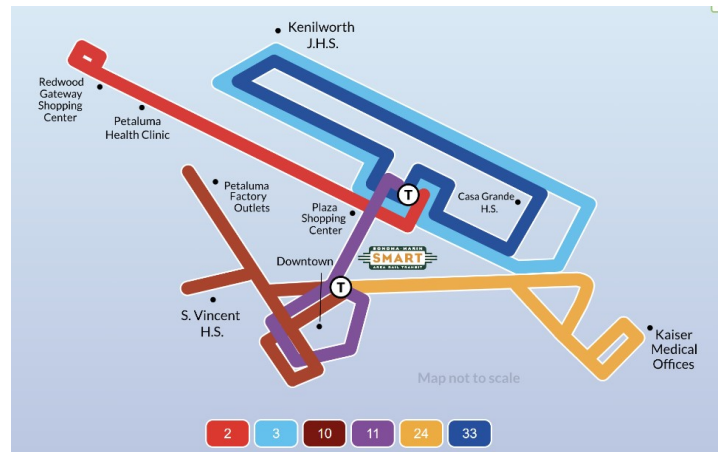 Kenilworth
J.H.S.
Redwood
Gateway
Shopping
Center
Petaluma
Health Clinic
Petaluma
Factory
Outlets
Plaza
Shopping
Center
T
Casa Grande
H.S.
SONOMA-MARIN
SMART
AREA RAIL TRANSIT
Downtown
T
S. Vincent
H.S.
Kaiser
Medical
Offices
Map not to scale
2 3 10 11 24 33